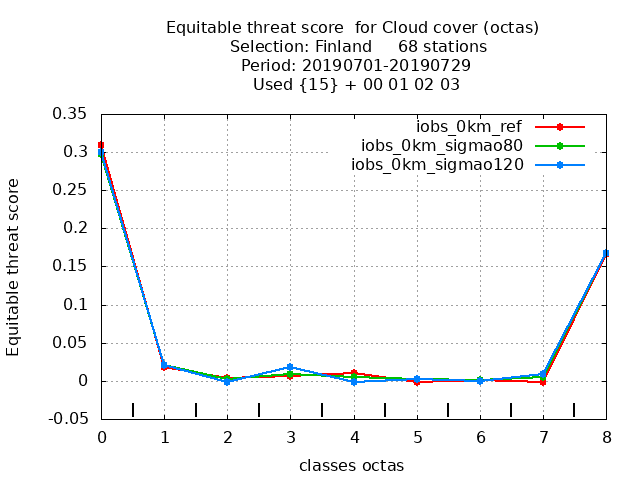 Equitable threat score  for Cloud cover (octas)
Selection: Finland     68 stations
Period: 20190701-20190729
Used {15} + 00 01 02 03
iobs_0km_ref
iobs_0km_sigmao80
iobs_0km_sigmao120
Equitable threat score
0.35
0.3
0.25
0.2
0.15
0.1
0.05
0
-0.05
0 1 2 3 4 5 6 7 8
classes octas